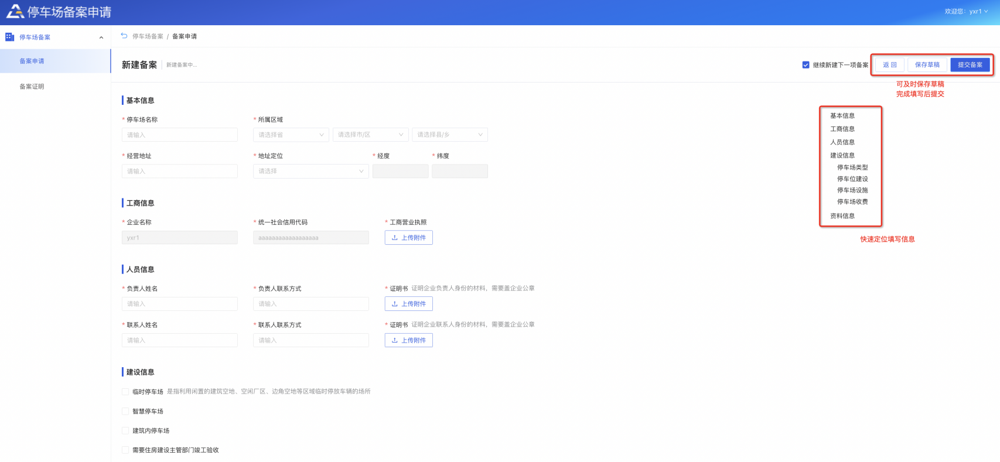 停车场备案申请
欢迎您: yxr1
停车场备案
备案申请
备案证明
停车场备案 / 备案申请
新建备案 新建备案中...
继续新建下一项备案 返 回 保存草稿 提交备案
可及时保存草稿
完成填写后提交
基本信息
* 停车场名称 * 所属区域
请输入 请选择省 请选择市/区 请选择县/乡
* 经营地址 * 地址定位 * 经度 * 纬度
请输入 请选择
工商信息
* 企业名称 * 统一社会信用代码 * 工商营业执照
yxr1 aaaaaaaaaaaaaaaaaa 上传附件
人员信息
* 负责人姓名 * 负责人联系方式 * 证明书 证明企业负责人身份的材料，需要盖企业公章
请输入 请输入 上传附件
* 联系人姓名 * 联系人联系方式 * 证明书 证明企业联系人身份的材料，需要盖企业公章
请输入 请输入 上传附件
建设信息
临时停车场 是指利用闲置的建筑空地、空闲厂区、边角空地等区域临时停放车辆的场所
智慧停车场
建筑内停车场
需要住房建设主管部门竣工验收
基本信息
工商信息
人员信息
建设信息
停车场类型
停车位建设
停车场设施
停车场收费
资料信息
快速定位填写信息